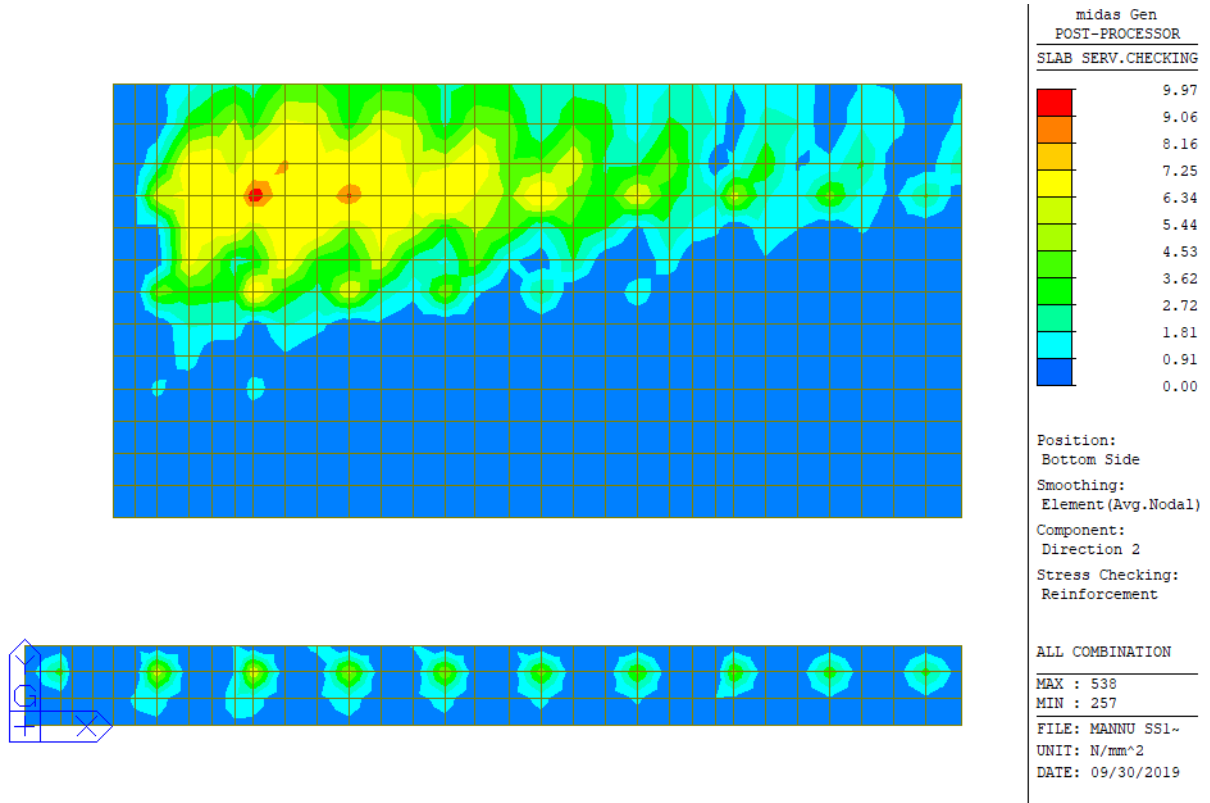 midas Gen
POST-PROCESSOR
SLAB SERV.CHECKING
9.97
9.06
8.16
7.25
6.34
5.44
4.53
3.62
2.72
1.81
0.91
0.00
Position:
Bottom Side
Smoothing:
Element(Avg.Nodal)
Component:
Direction 2
Stress Checking:
Reinforcement
ALL COMBINATION
MAX : 538
MIN : 257
FILE: MANNU SS1~
UNIT: N/mm^2
DATE: 09/30/2019
Y
G
X